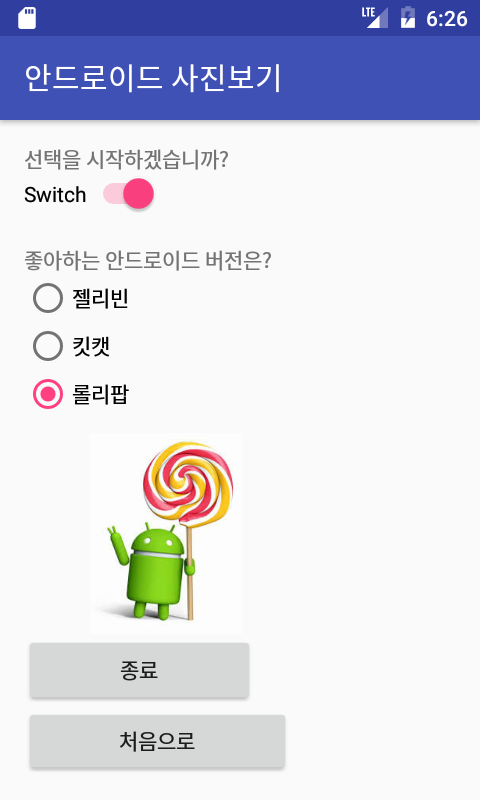 LTE 6:26
안드로이드 사진보기
선택을 시작하겠습니까?
Switch
좋아하는 안드로이드 버전은?
젤리빈
킷캣
롤리팝
종료
처음으로